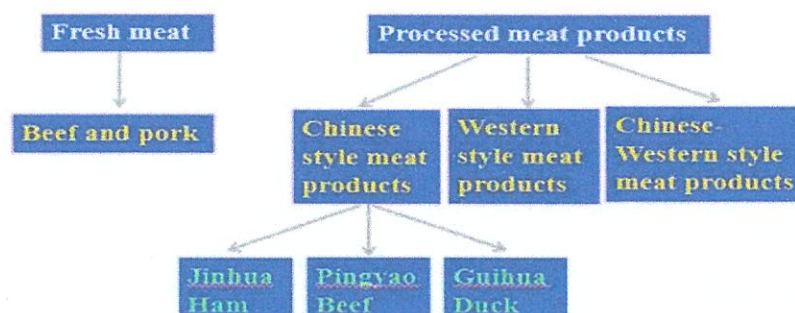 Fresh meat
Processed meat products
Beef and pork
Chinese
style meat
products
Western
style meat
products
Chinese-
Western style
meat products
Jinhua
Ham
Pingyao
Beef
Guihua
Duck